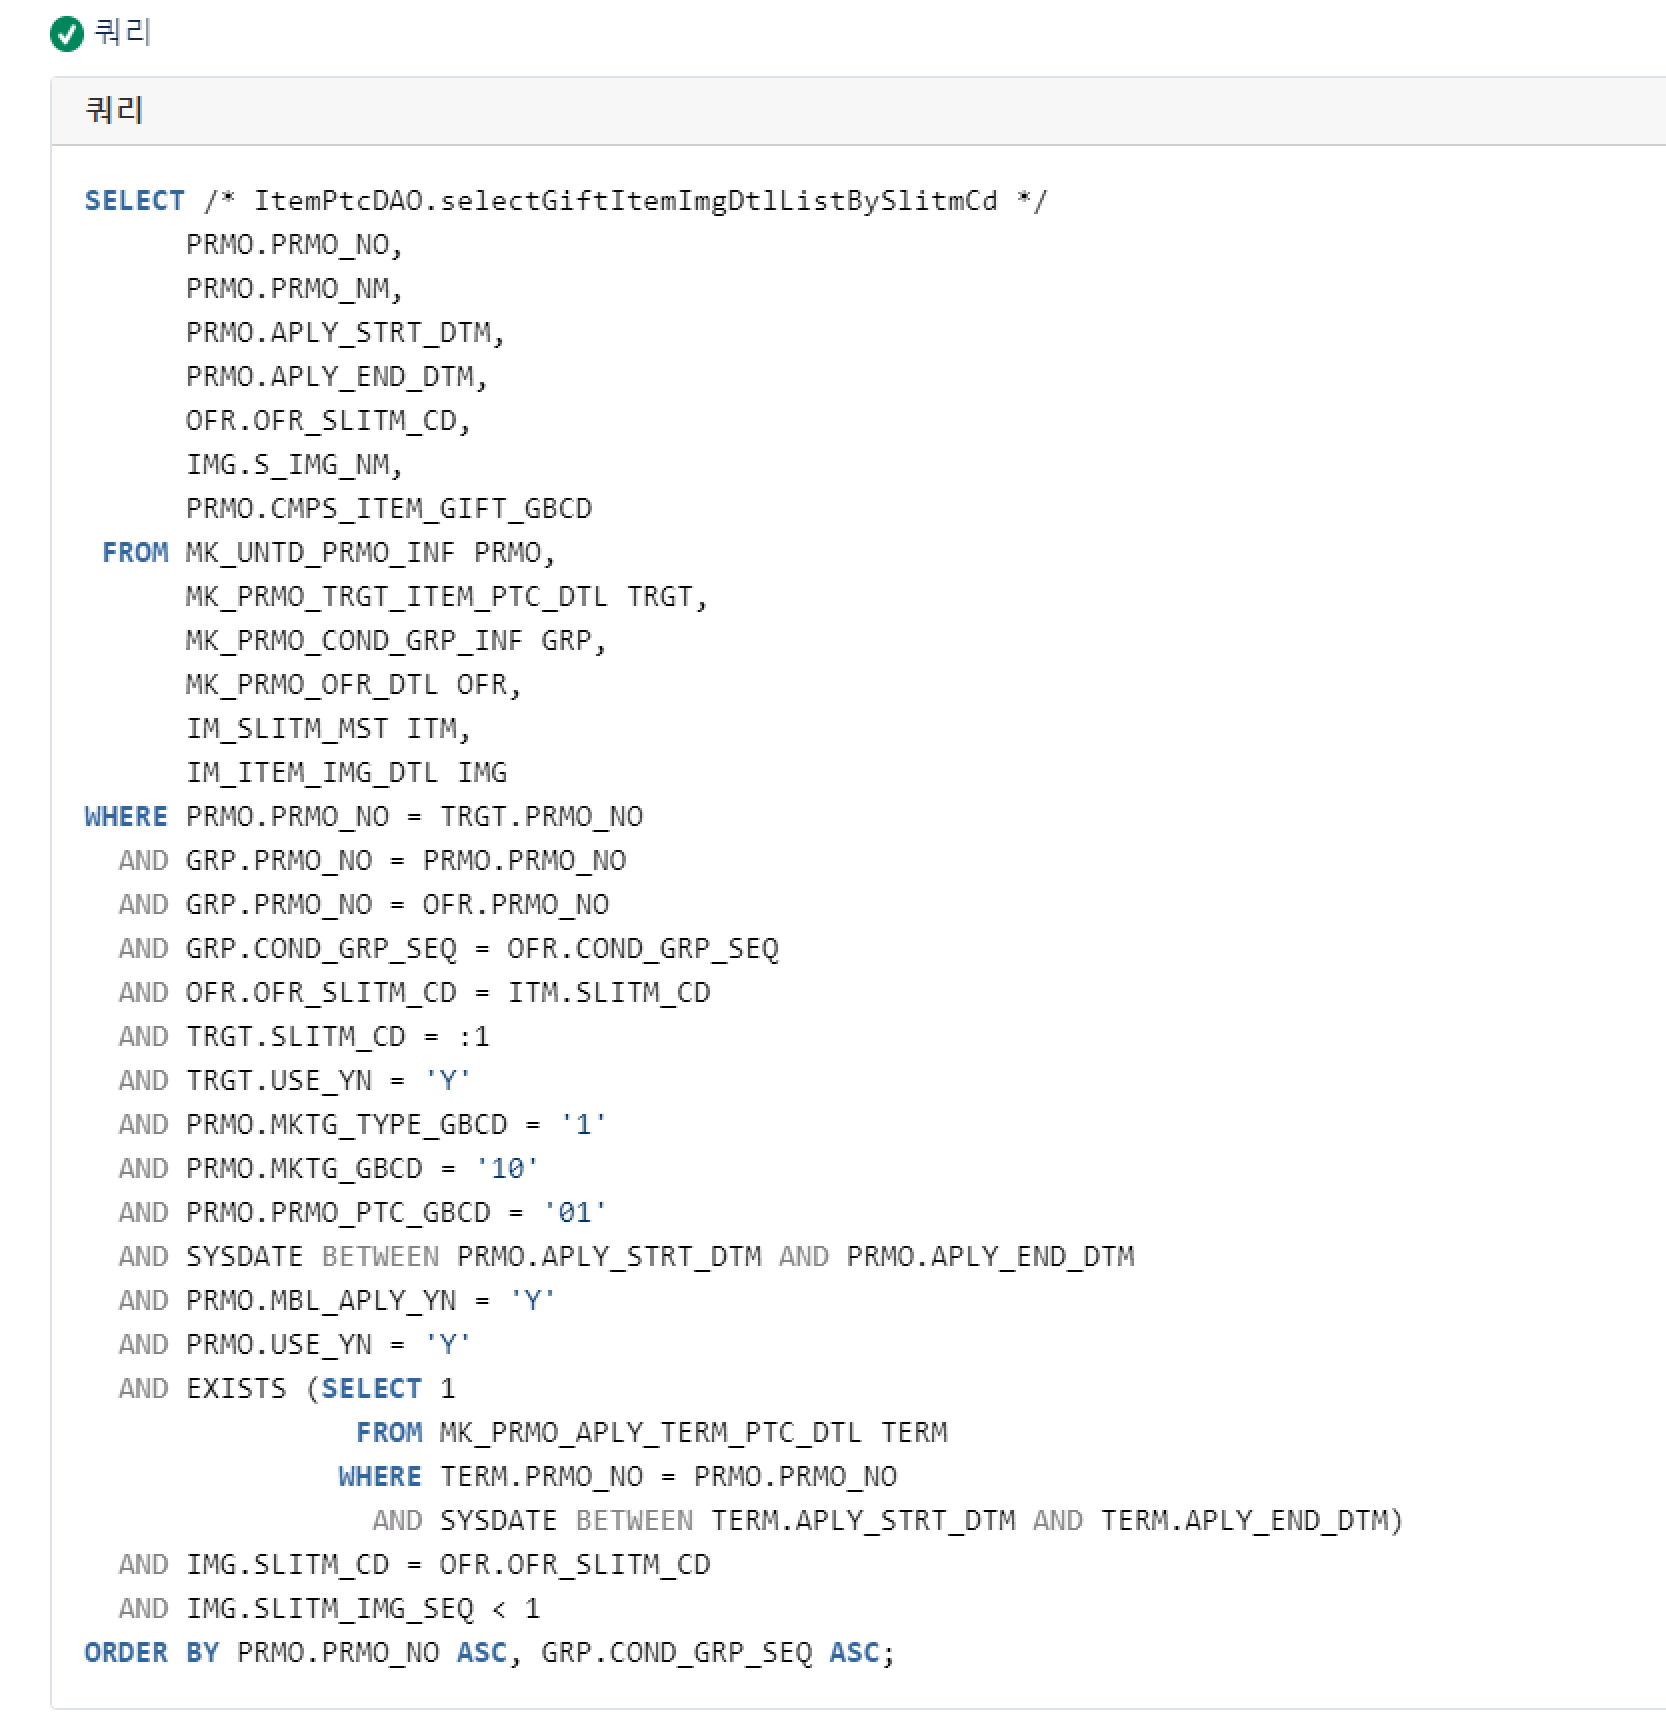 쿼리
쿼리
SELECT /* ItemPtcDAO.selectGiftItemImgDtlListBySlitmCd */
      PRMO.PRMO_NO,
      PRMO.PRMO_NM,
      PRMO.APLY_STRT_DTM,
      PRMO.APLY_END_DTM,
      OFR.OFR_SLITM_CD,
      IMG.S_IMG_NM,
      PRMO.CMPS_ITEM_GIFT_GBCD
 FROM MK_UNTD_PRMO_INF PRMO,
      MK_PRMO_TRGT_ITEM_PTC_DTL TRGT,
      MK_PRMO_COND_GRP_INF GRP,
      MK_PRMO_OFR_DTL OFR,
      IM_SLITM_MST ITM,
      IM_ITEM_IMG_DTL IMG
WHERE PRMO.PRMO_NO = TRGT.PRMO_NO
  AND GRP.PRMO_NO = PRMO.PRMO_NO
  AND GRP.PRMO_NO = OFR.PRMO_NO
  AND GRP.COND_GRP_SEQ = OFR.COND_GRP_SEQ
  AND OFR.OFR_SLITM_CD = ITM.SLITM_CD
  AND TRGT.SLITM_CD = :1
  AND TRGT.USE_YN = 'Y'
  AND PRMO.MKTG_TYPE_GBCD = '1'
  AND PRMO.MKTG_GBCD = '10'
  AND PRMO.PRMO_PTC_GBCD = '01'
  AND SYSDATE BETWEEN PRMO.APLY_STRT_DTM AND PRMO.APLY_END_DTM
  AND PRMO.MBL_APLY_YN = 'Y'
  AND PRMO.USE_YN = 'Y'
  AND EXISTS (SELECT 1
                FROM MK_PRMO_APLY_TERM_PTC_DTL TERM
               WHERE TERM.PRMO_NO = PRMO.PRMO_NO
                 AND SYSDATE BETWEEN TERM.APLY_STRT_DTM AND TERM.APLY_END_DTM)
  AND IMG.SLITM_CD = OFR.OFR_SLITM_CD
  AND IMG.SLITM_IMG_SEQ < 1
ORDER BY PRMO.PRMO_NO ASC, GRP.COND_GRP_SEQ ASC;